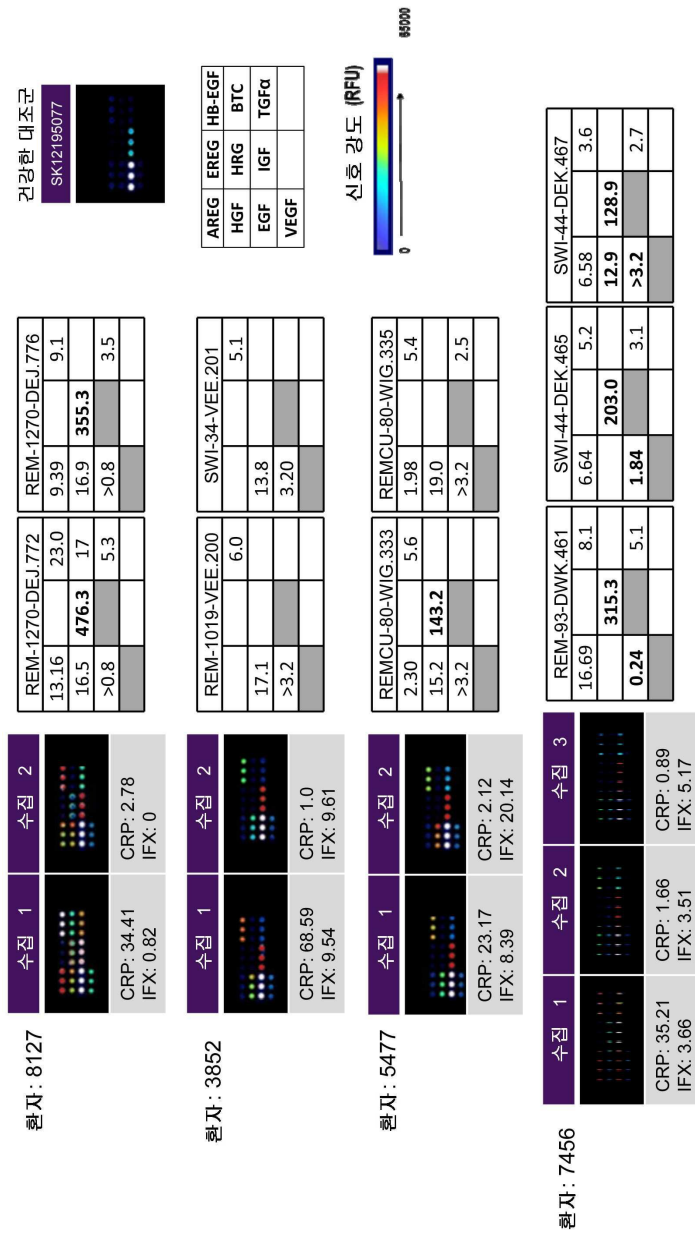 환자: 8127
수집 1
수집 2
CRP: 34.41
IFX: 0.82
CRP: 2.78
IFX: 0
REM-1270-DEJ.772
13.16 23.0
16.5 476.3 17
>0.8 5.3
REM-1270-DEJ.776
9.39 9.1
16.9 355.3
>0.8 3.5
건강한 대조군
SK12195077
환자: 3852
수집 1
수집 2
CRP: 68.59
IFX: 9.54
CRP: 1.0
IFX: 9.61
REM-1019-VEE.200
6.0
17.1
>3.2
SWI-34-VEE.201
5.1
13.8
3.20
AREG EREG HB-EGF
HGF HRG BTC
EGF IGF TGFα
VEGF
환자: 5477
수집 1
수집 2
CRP: 23.17
IFX: 8.39
CRP: 2.12
IFX: 20.14
REMCU-80-WIG.333
2.30 5.6
15.2 143.2
>3.2
REMCU-80-WIG.335
1.98 5.4
19.0
>3.2 2.5
신호 강도 (RFU)
0 65000
환자: 7456
수집 1
수집 2
수집 3
CRP: 35.21
IFX: 3.66
CRP: 1.66
IFX: 3.51
CRP: 0.89
IFX: 5.17
REM-93-DWK.461
16.69 8.1
315.3
0.24 5.1
SWI-44-DEK.465
6.64 5.2
203.0
1.84 3.1
SWI-44-DEK.467
6.58 3.6
12.9 128.9
>3.2 2.7